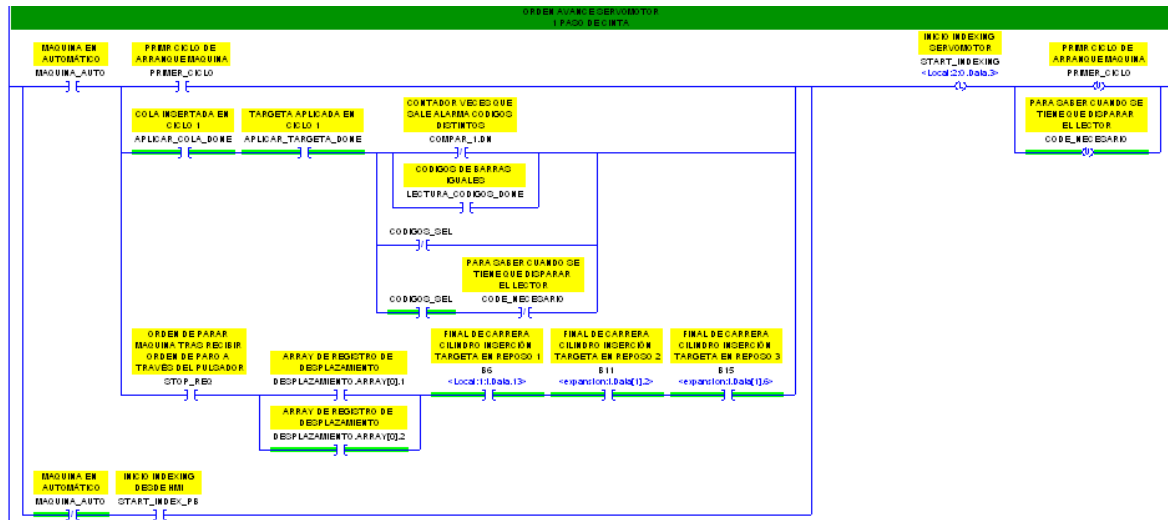 ORDEN AVANCE SERVOMOTOR
1 PASO DE CINTA
MAQUINA EN
AUTOMÁTICO
MAQUINA_AUTO
PRIMR CICLO DE
ARRANQUE MAQUINA
PRIMER_CICLO
INICIO INDEXING
SERVOMOTOR
START_INDEXING
<Local:2:O.Data.3>
PRIMR CICLO DE
ARRANQUE MAQUINA
PRIMER_CICLO
COLA INSERTADA EN
CICLO 1
APLICAR_COLA_DONE
TARGETA APLICADA EN
CICLO 1
APLICAR_TARGETA_DONE
CONTADOR VECES QUE
SALE ALARMA CODIGOS
DISTINTOS
COMPAR_1.DN
PARA SABER CUANDO SE
TIENE QUE DISPARAR
EL LECTOR
CODE_NECESARIO
CODIGOS DE BARRAS
IGUALES
LECTURA_CODIGOS_DONE
CODIGOS_SEL
PARA SABER CUANDO SE
TIENE QUE DISPARAR
EL LECTOR
CODIGOS_SEL
CODE_NECESARIO
ORDEN DE PARAR
MAQUINA TRAS RECIBIR
ORDEN DE PARO A
TRAVÉS DEL PULSADOR
STOP_REQ
ARRAY DE REGISTRO DE
DESPLAZAMIENTO
DESPLAZAMIENTO.ARRAY[0].1
FINAL DE CARRERA
CILINDRO INSERCIÓN
TARGETA EN REPOSO 1
B6
<Local:1:I.Data.13>
FINAL DE CARRERA
CILINDRO INSERCIÓN
TARGETA EN REPOSO 2
B11
<expansion:I.Data[1].2>
FINAL DE CARRERA
CILINDRO INSERCIÓN
TARGETA EN REPOSO 3
B15
<expansion:I.Data[1].6>
ARRAY DE REGISTRO DE
DESPLAZAMIENTO
DESPLAZAMIENTO.ARRAY[0].2
MAQUINA EN
AUTOMÁTICO
MAQUINA_AUTO
INICIO INDEXING
DESDE HMI
START_INDEX_PB